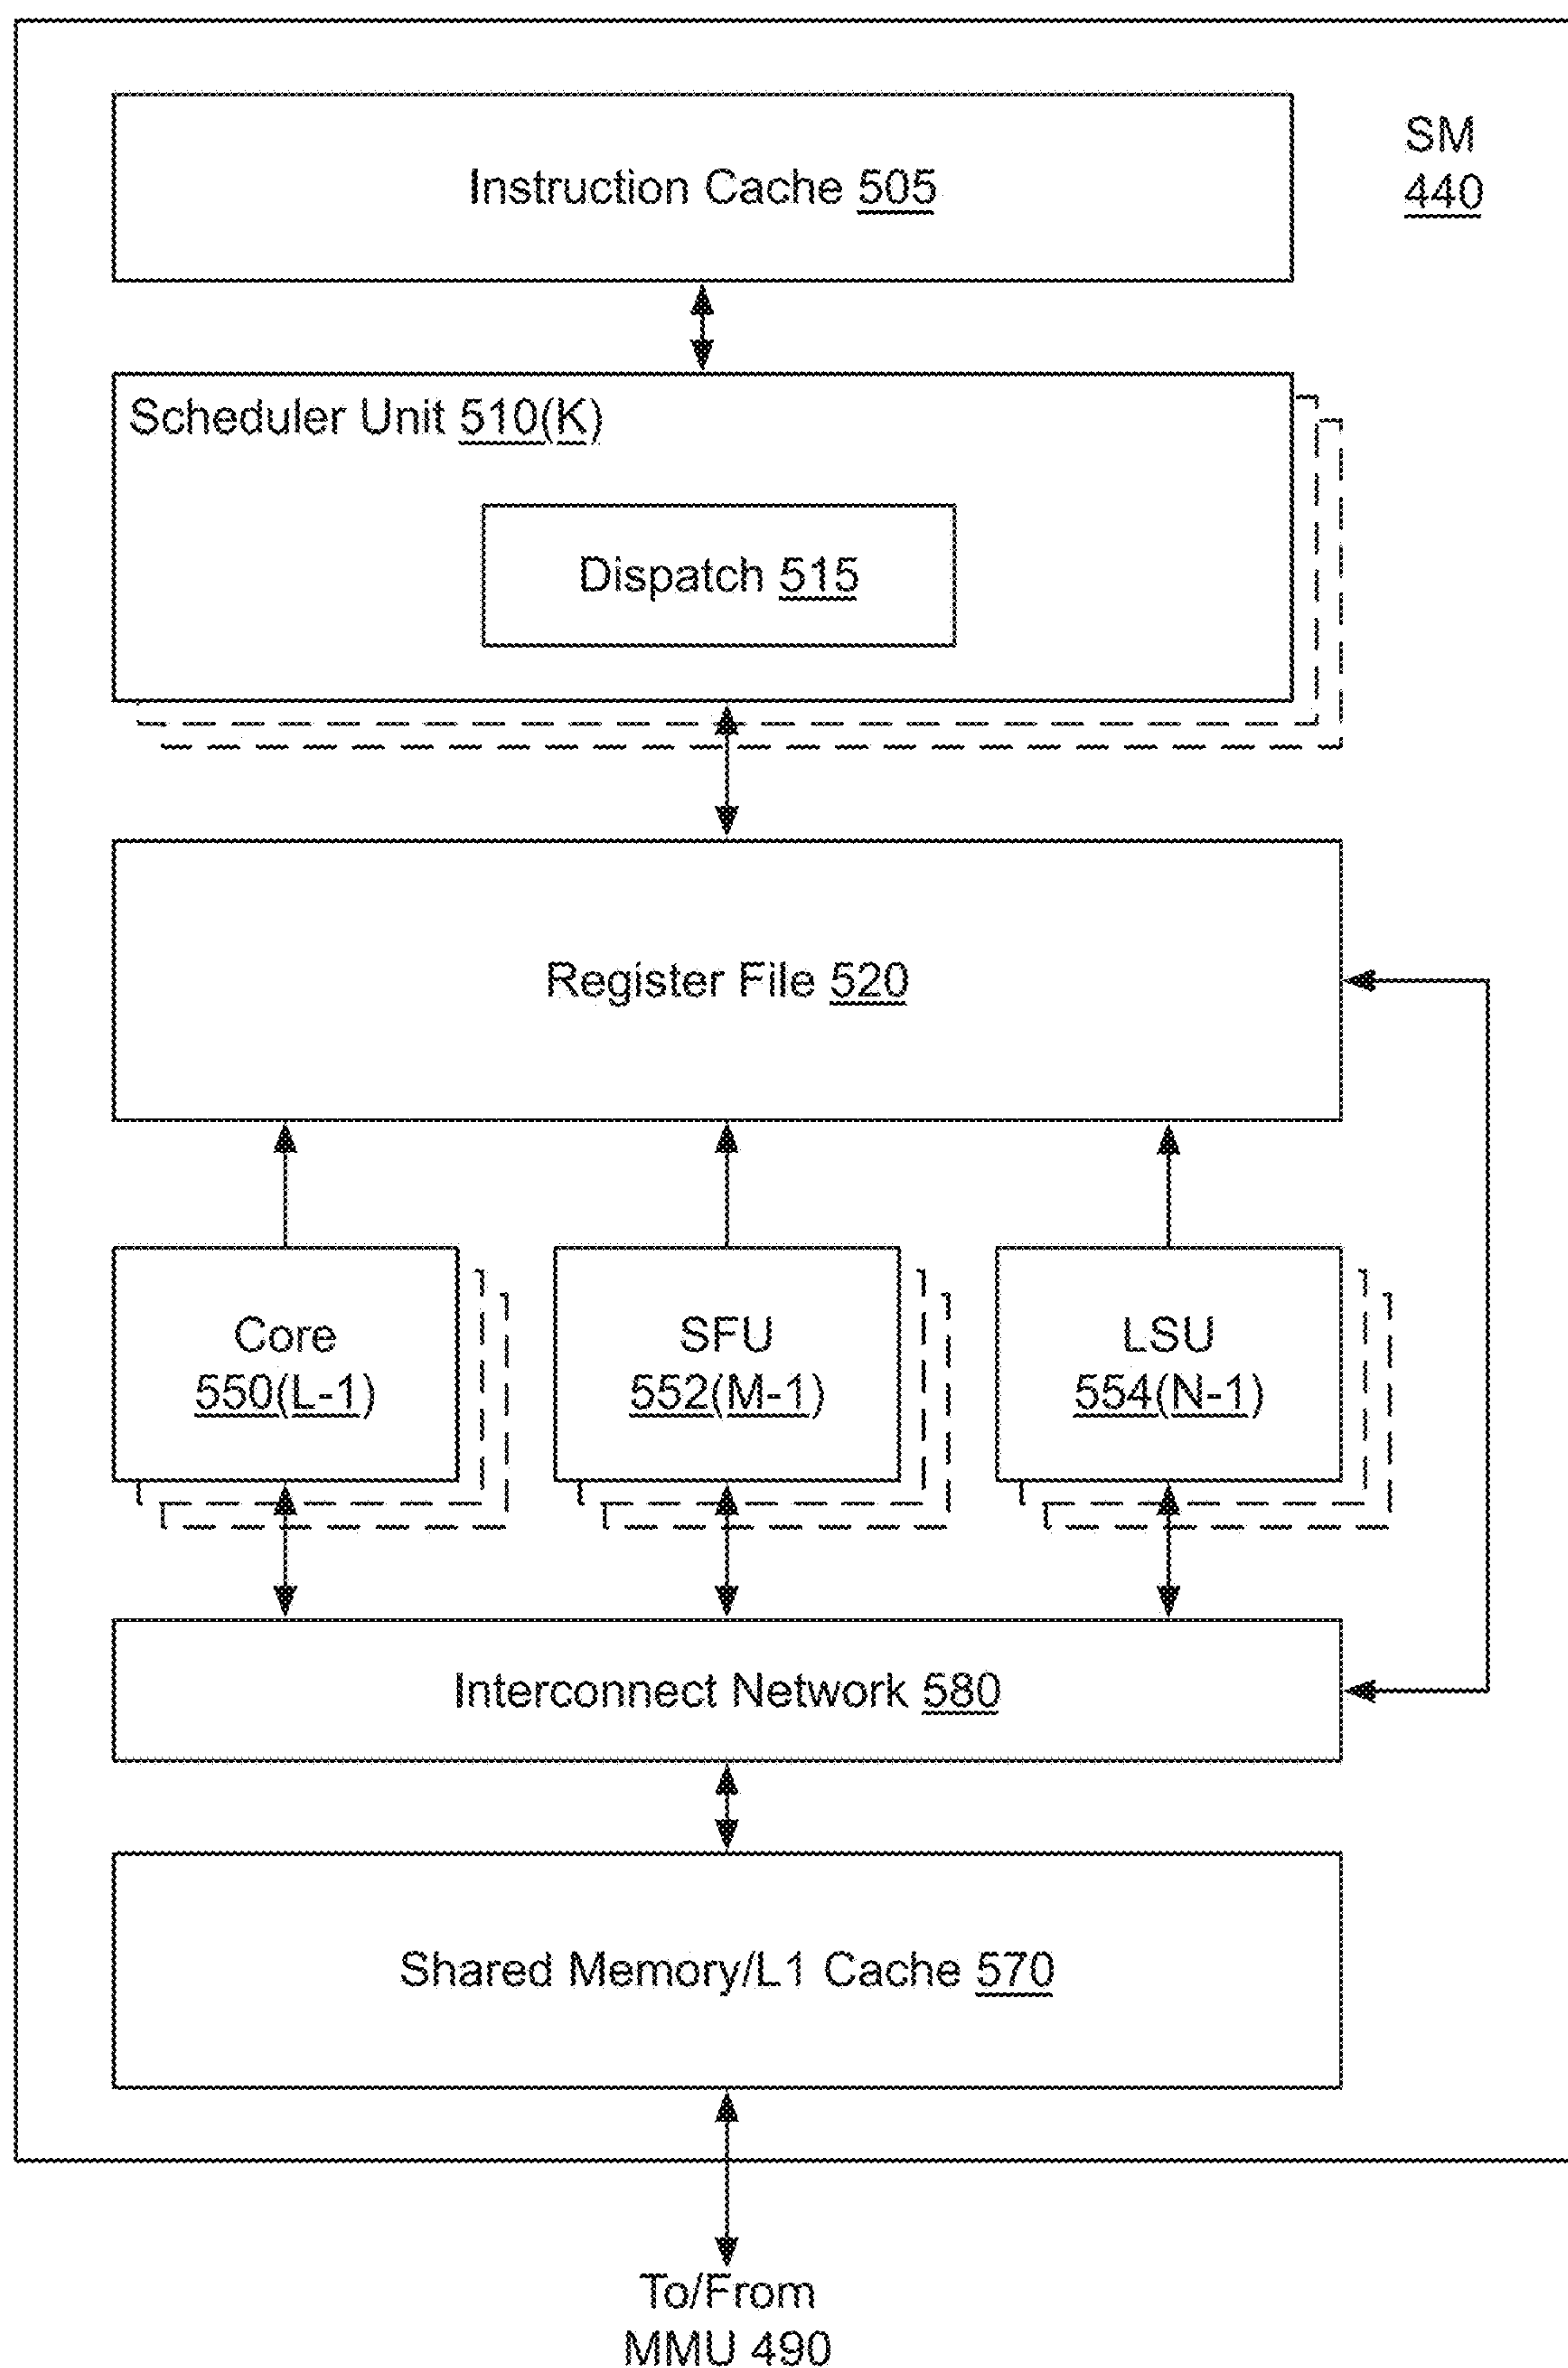 Instruction Cache 505
SM
440
Scheduler Unit 510(K)
Dispatch 515
Register File 520
Core
550(L-1)
SFU
552(M-1)
LSU
554(N-1)
Interconnect Network 580
Shared Memory/L1 Cache 570
To/From
MMU 490